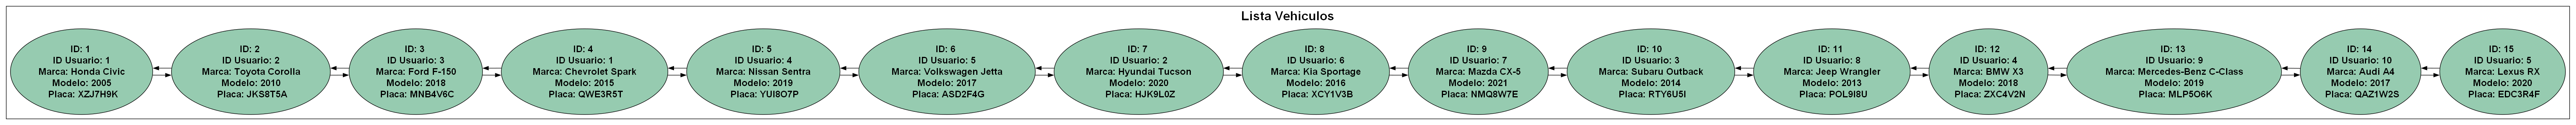 Lista Vehiculos
ID: 1
ID Usuario: 1
Marca: Honda Civic
Modelo: 2005
Placa: XZJ7H9K
ID: 2
ID Usuario: 2
Marca: Toyota Corolla
Modelo: 2010
Placa: JKS8T5A
ID: 3
ID Usuario: 3
Marca: Ford F-150
Modelo: 2018
Placa: MNB4V6C
ID: 4
ID Usuario: 1
Marca: Chevrolet Spark
Modelo: 2015
Placa: QWE3R5T
ID: 5
ID Usuario: 4
Marca: Nissan Sentra
Modelo: 2019
Placa: YUI8O7P
ID: 6
ID Usuario: 5
Marca: Volkswagen Jetta
Modelo: 2017
Placa: ASD2F4G
ID: 7
ID Usuario: 2
Marca: Hyundai Tucson
Modelo: 2020
Placa: HJK9L0Z
ID: 8
ID Usuario: 6
Marca: Kia Sportage
Modelo: 2016
Placa: XCY1V3B
ID: 9
ID Usuario: 7
Marca: Mazda CX-5
Modelo: 2021
Placa: NMQ8W7E
ID: 10
ID Usuario: 3
Marca: Subaru Outback
Modelo: 2014
Placa: RTY6U5I
ID: 11
ID Usuario: 8
Marca: Jeep Wrangler
Modelo: 2013
Placa: POL9I8U
ID: 12
ID Usuario: 4
Marca: BMW X3
Modelo: 2018
Placa: ZXC4V2N
ID: 13
ID Usuario: 9
Marca: Mercedes-Benz C-Class
Modelo: 2019
Placa: MLP5O6K
ID: 14
ID Usuario: 10
Marca: Audi A4
Modelo: 2017
Placa: QAZ1W2S
ID: 15
ID Usuario: 5
Marca: Lexus RX
Modelo: 2020
Placa: EDC3R4F